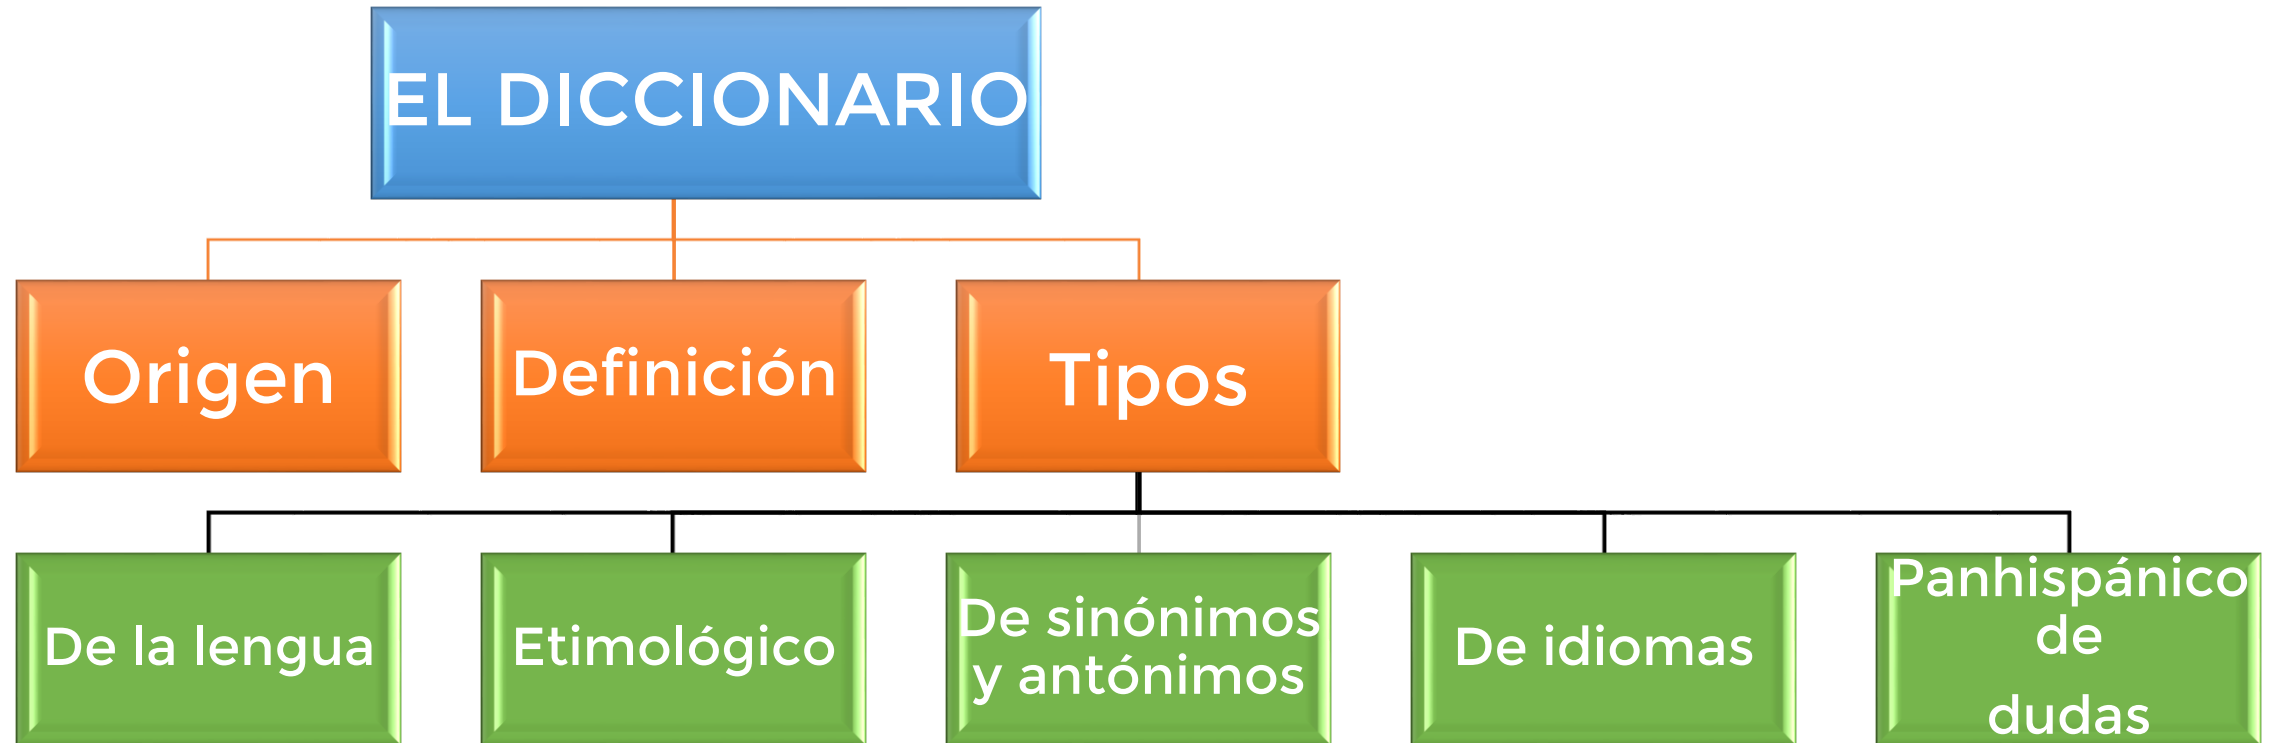 EL DICCIONARIO
Origen
Definición
Tipos
De la lengua
Etimológico
De sinónimos
y antónimos
De idiomas
Panhispánico
de
dudas